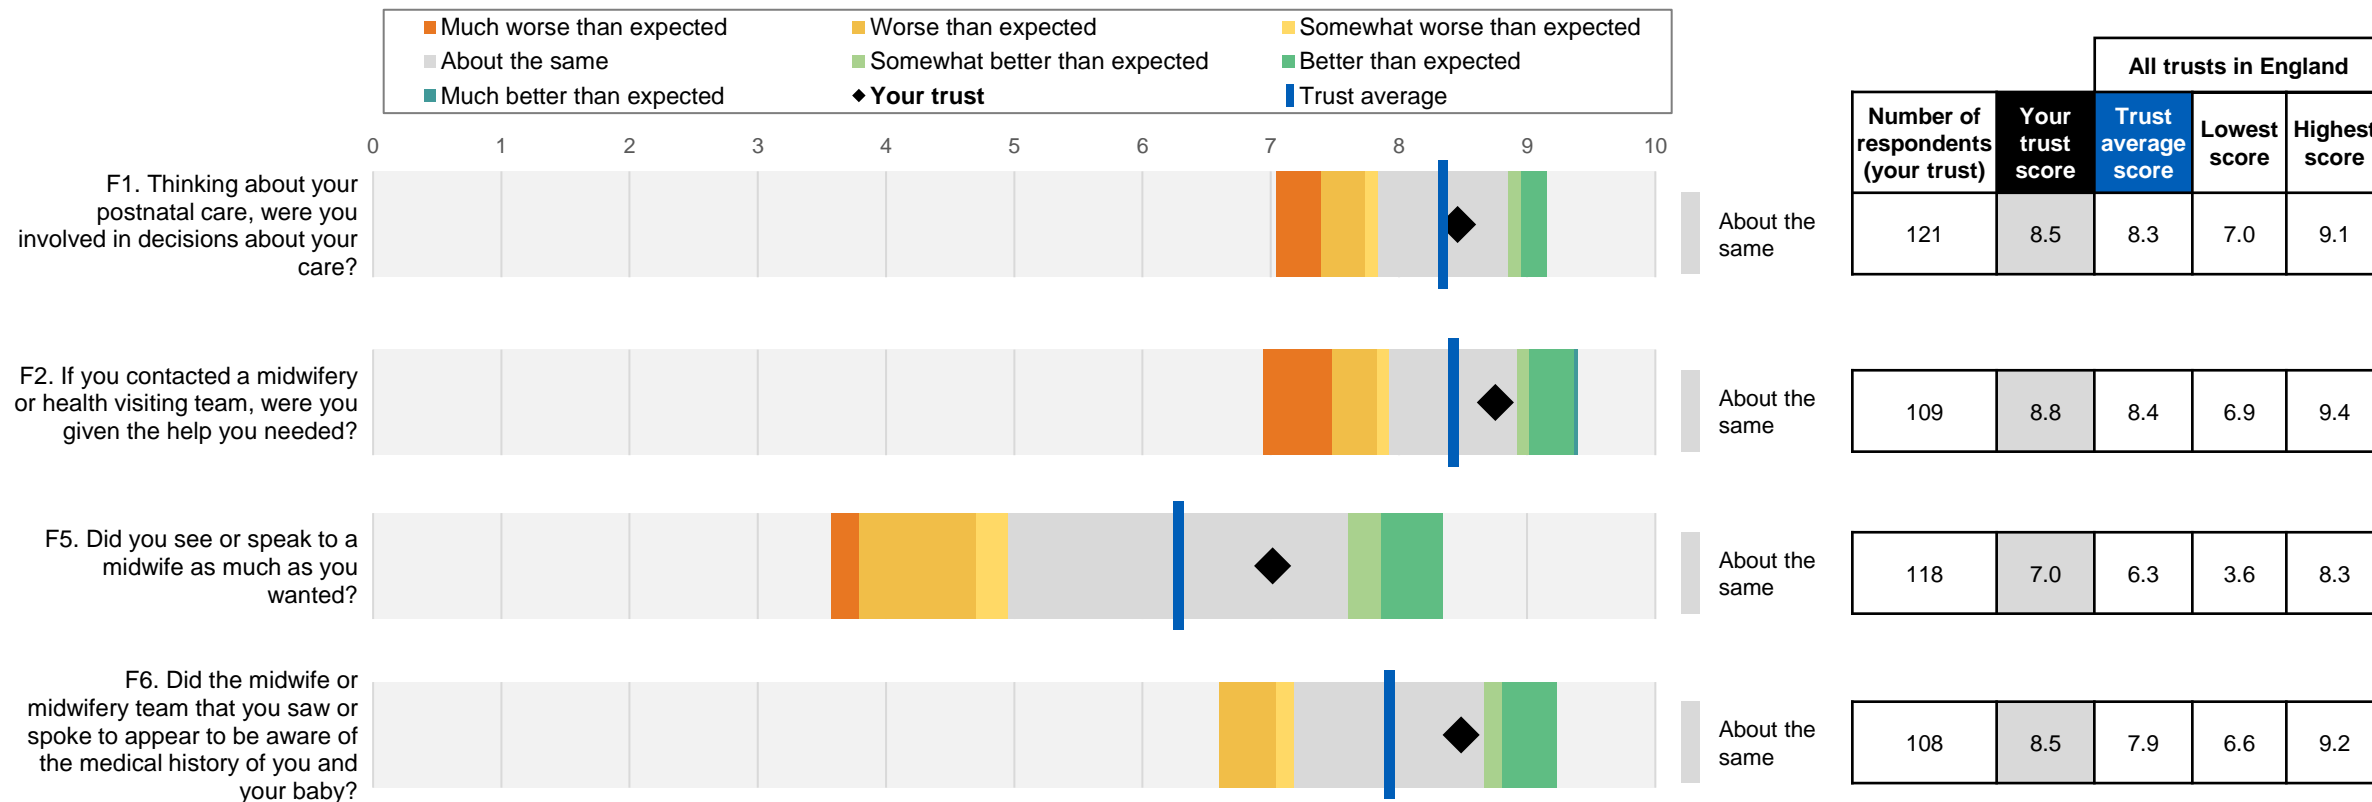 Much worse than expected
Worse than expected
Somewhat worse than expected
About the same
Somewhat better than expected
Better than expected
Much better than expected
Your trust
Trust average
All trusts in England
Number of
respondents
(your trust)
Your
trust
score
Trust
average
score
Lowest
score
Highest
score
0 1 2 3 4 5 6 7 8 9 10
F1. Thinking about your
postnatal care, were you
involved in decisions about your
care?
About the
same
121 8.5 8.3 7.0 9.1
F2. If you contacted a midwifery
or health visiting team, were you
given the help you needed?
About the
same
109 8.8 8.4 6.9 9.4
F5. Did you see or speak to a
midwife as much as you
wanted?
About the
same
118 7.0 6.3 3.6 8.3
F6. Did the midwife or
midwifery team that you saw or
spoke to appear to be aware of
the medical history of you and
your baby?
About the
same
108 8.5 7.9 6.6 9.2